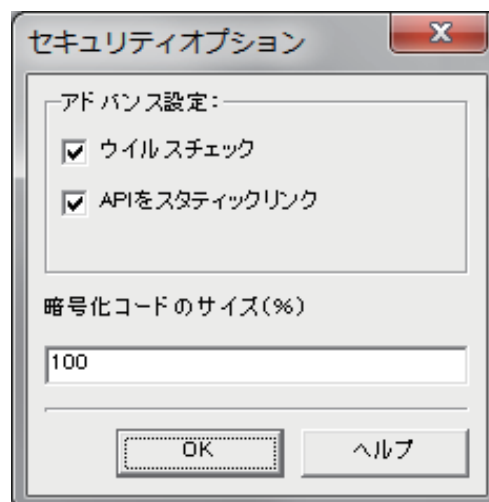 セキュリティオプション
アドバンス設定:
ウイルスチェック
APIをスタティックリンク
暗号化コードのサイズ(%)
100
OK ヘルプ